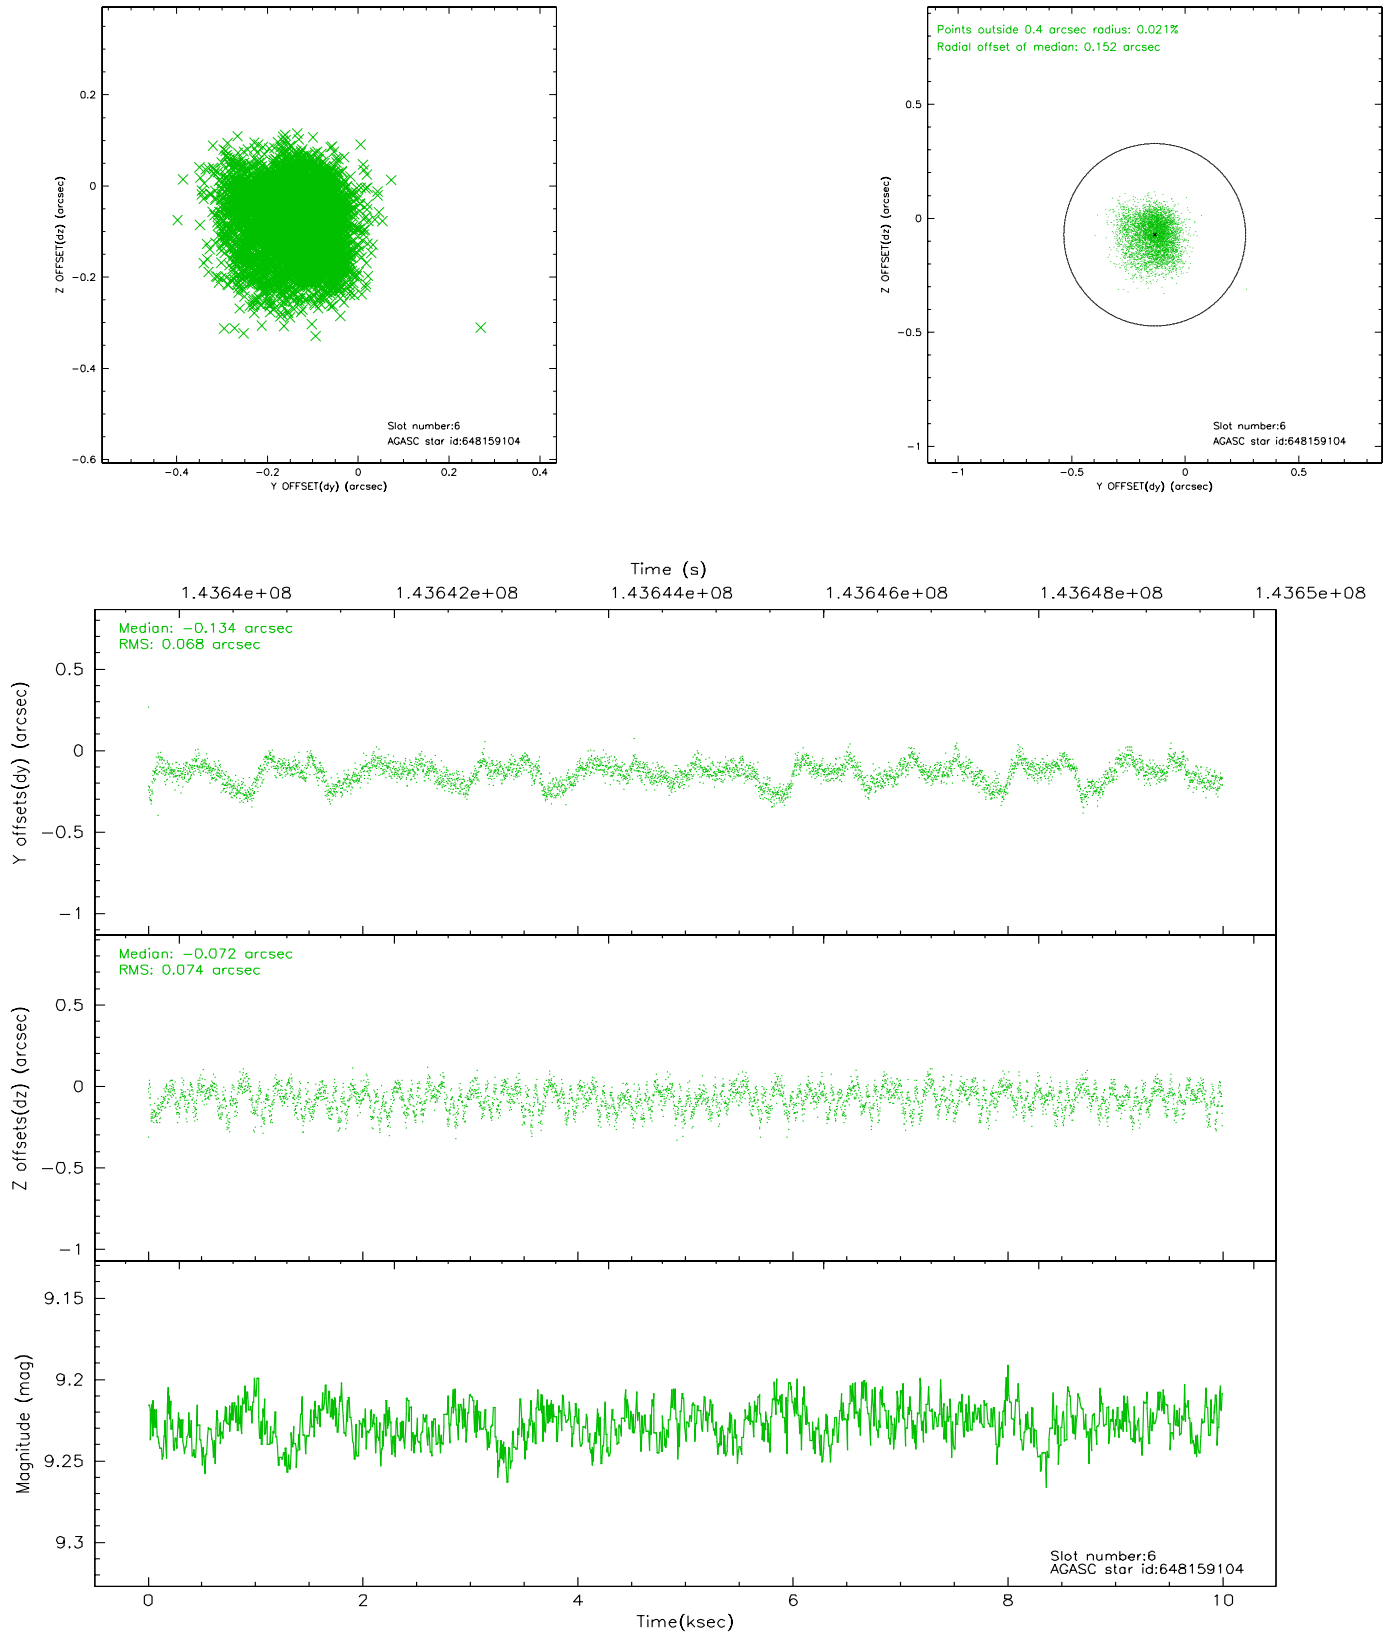 0.2
0
−0.2
−0.4
−0.6
Z OFFSET(dz) (arcsec)
−0.4 −0.2 0 0.2 0.4
Y OFFSET(dy) (arcsec)
Slot number:6
AGASC star id:648159104
Points outside 0.4 arcsec radius: 0.021%
Radial offset of median: 0.152 arcsec
0.5
0
−0.5
−1
Z OFFSET(dz) (arcsec)
−1 −0.5 0 0.5
Y OFFSET(dy) (arcsec)
Slot number:6
AGASC star id:648159104
Time (s)
1.4364e+08 1.43642e+08 1.43644e+08 1.43646e+08 1.43648e+08 1.4365e+08
Median: −0.134 arcsec
RMS: 0.068 arcsec
0.5
0
−0.5
−1
Y offsets(dy) (arcsec)
Median: −0.072 arcsec
RMS: 0.074 arcsec
0.5
0
−0.5
−1
Z offsets(dz) (arcsec)
9.15
9.2
9.25
9.3
Magnitude (mag)
Slot number:6
AGASC star id:648159104
0 2 4 6 8 10
Time(ksec)